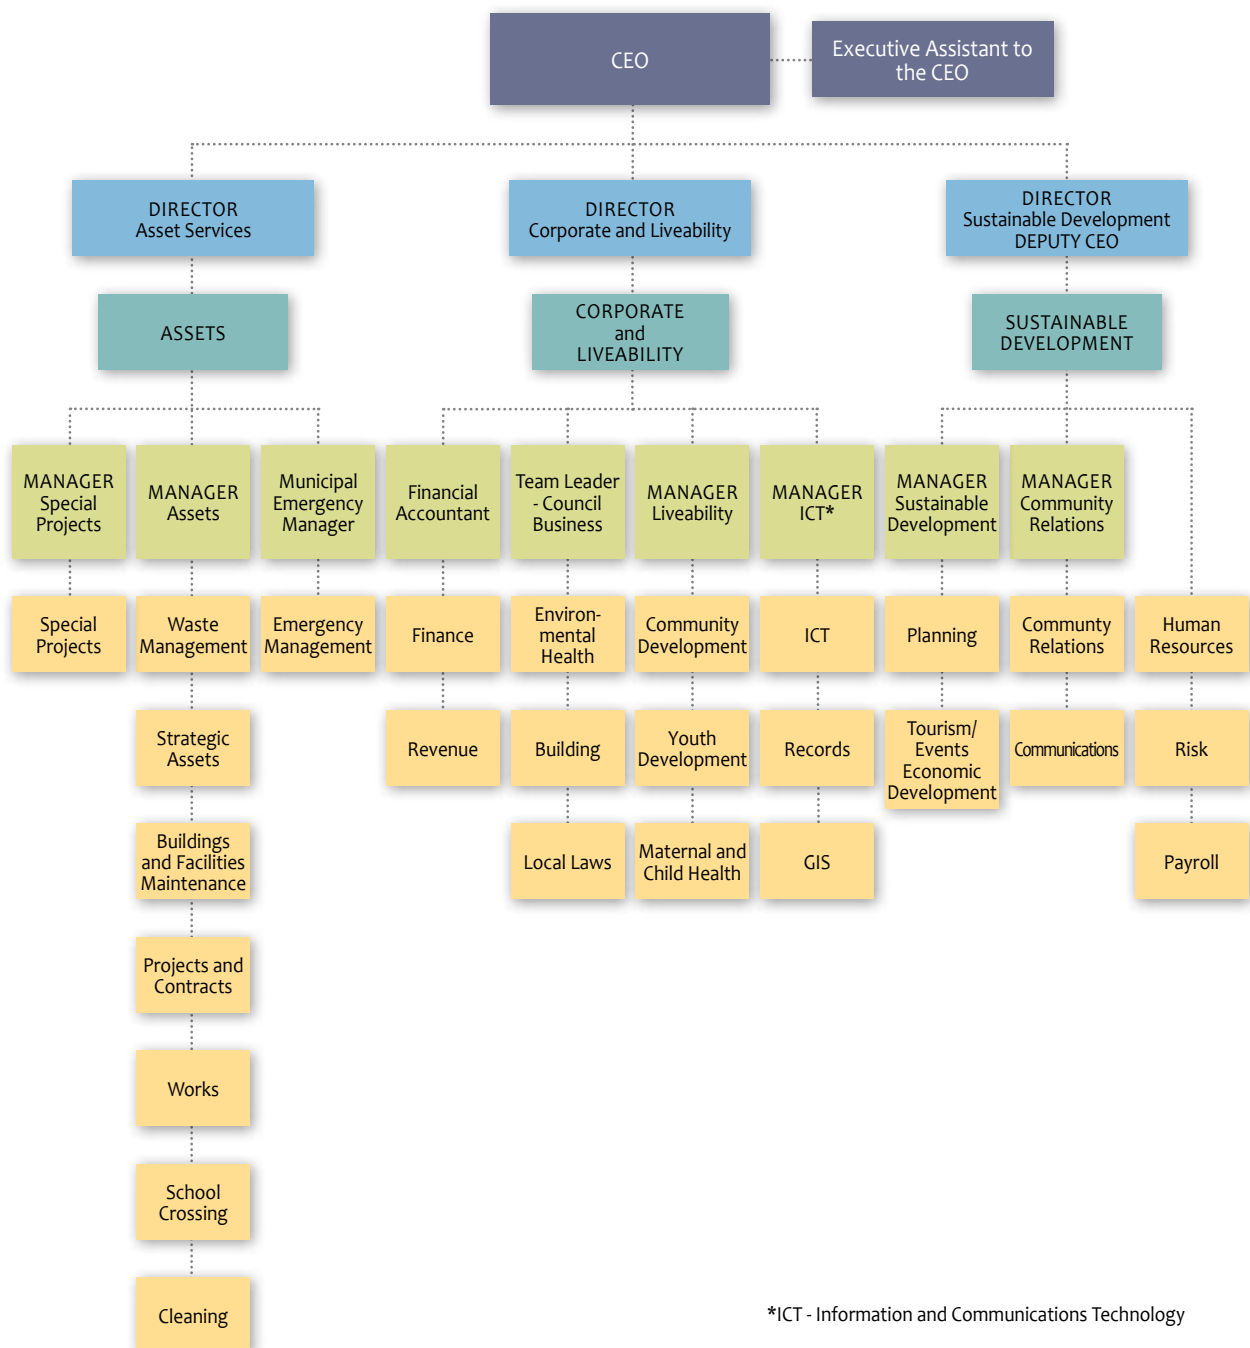 CEO
Executive Assistant to
the CEO
DIRECTOR
Asset Services
DIRECTOR
Corporate and Liveability
DIRECTOR
Sustainable Development
DEPUTY CEO
ASSETS
CORPORATE
and
LIVEABILITY
SUSTAINABLE
DEVELOPMENT
MANAGER
Special
Projects
MANAGER
Assets
Municipal
Emergency
Manager
Financial
Accountant
Team Leader
- Council
Business
MANAGER
Liveability
MANAGER
ICT*
MANAGER
Sustainable
Development
MANAGER
Community
Relations
Special
Projects
Waste
Management
Emergency
Management
Finance
Environ-
mental
Health
Community
Development
ICT
Planning
Communty
Relations
Human
Resources
Strategic
Assets
Revenue
Building
Youth
Development
Records
Tourism/
Events
Economic
Development
Communications
Risk
Buildings
and Facilities
Maintenance
Local Laws
Maternal and
Child Health
GIS
Payroll
Projects and
Contracts
Works
School
Crossing
Cleaning
*ICT - Information and Communications Technology